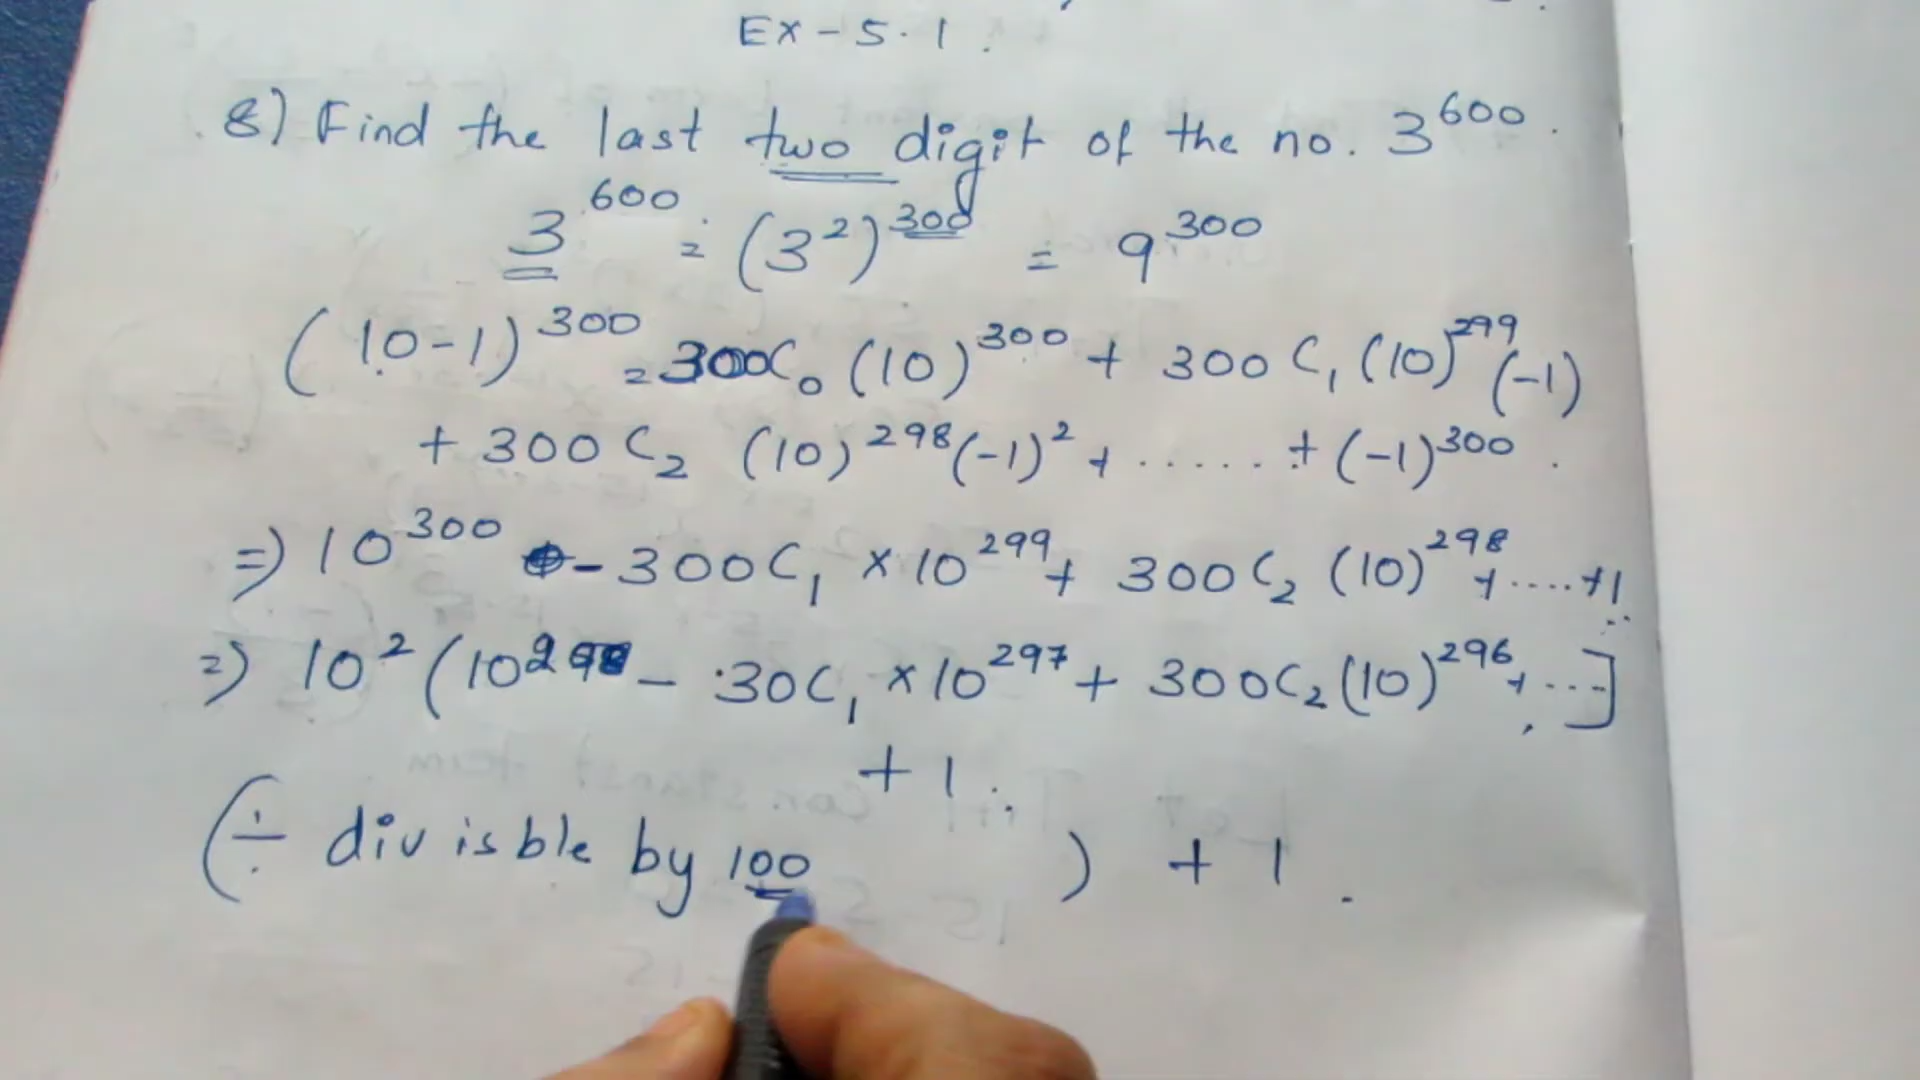 EX - 5.1.
8) Find the last two digit of the no. 3^600.
3^600 = (3^2)^300 = 9^300
(10-1)^300 = 300C₀ (10)^300 + 300C₁ (10)^299 (-1)
+ 300C₂ (10)^298 (-1)^2 + ...... + (-1)^300.
=) 10^300 - 300C₁ × 10^299 + 300C₂ (10)^298 + .... +1
=) 10^2 (10^298 - 30C₁ × 10^297 + 300C₂ (10)^296 + ...]
+ 1.
(÷ divisble by 100 ) + 1.